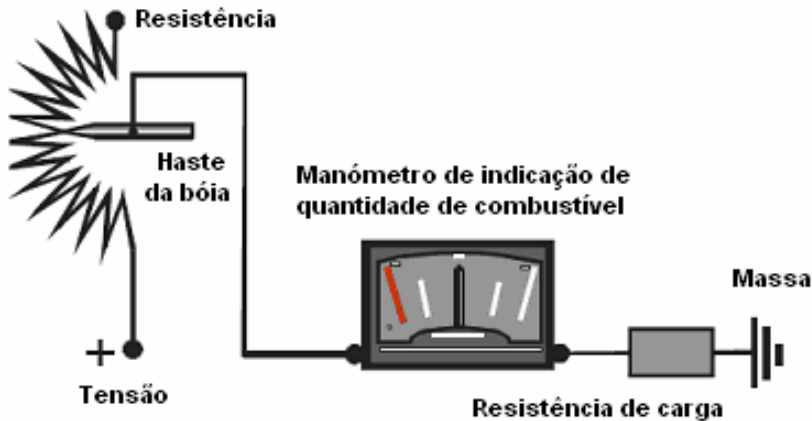 Resistência
Haste
da bóia
Manómetro de indicação de
quantidade de combustível
Massa
+
Tensão
Resistência de carga